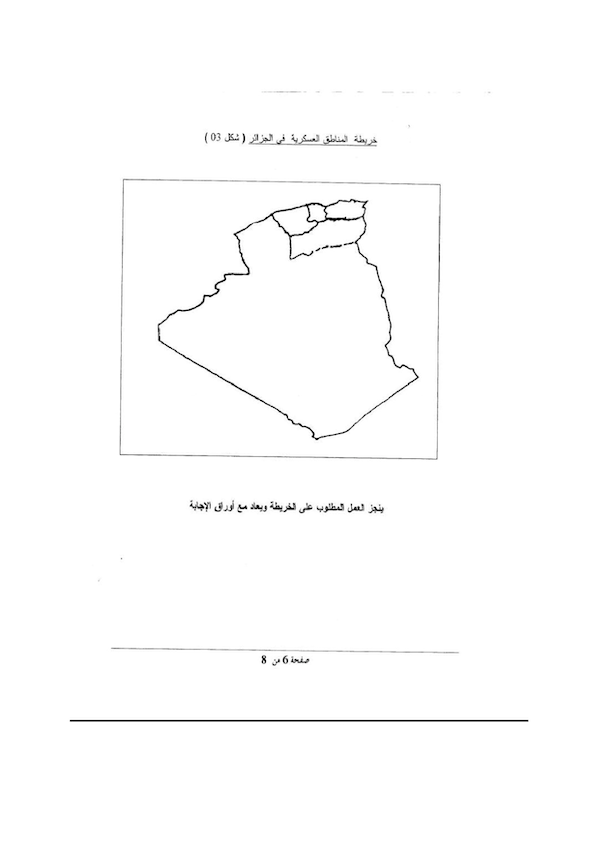 خريطة المناطق العسكرية في الجزائر ( شكل 03 )
ينجز العمل المطلوب على الخريطة ويعاد مع أوراق الإجابة
صفحة 6 من 8